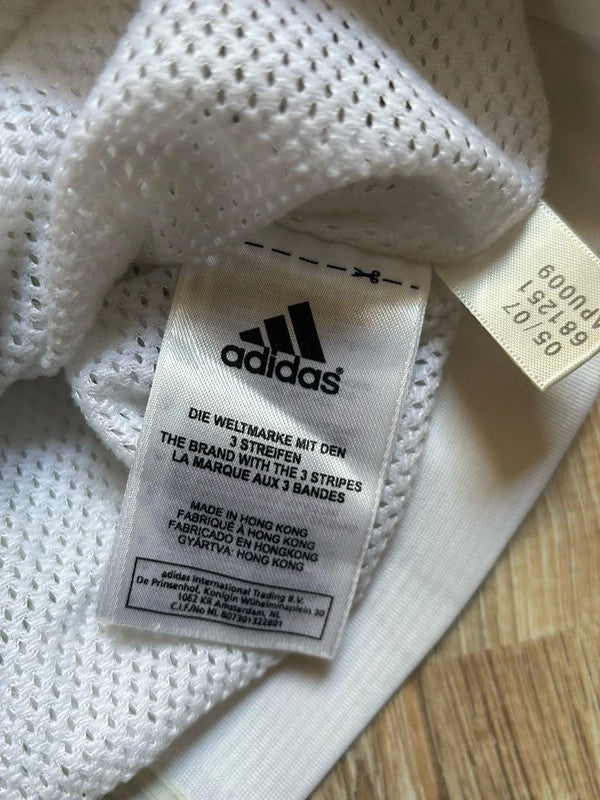 adidas®
DIE WELTMARKE MIT DEN
3 STREIFEN
THE BRAND WITH THE 3 STRIPES
LA MARQUE AUX 3 BANDES
MADE IN HONG KONG
FABRIQUÉ À HONG KONG
FABRICADO EN HONGKONG
GYÁRTVA: HONG KONG
adidas International Trading B.V.
De Prinsenhof, Konigin Wilhelminaplein 30
1062 KR Amsterdam, NL
C.I.F./No NL 807301322B01
05/07
681251
APU009